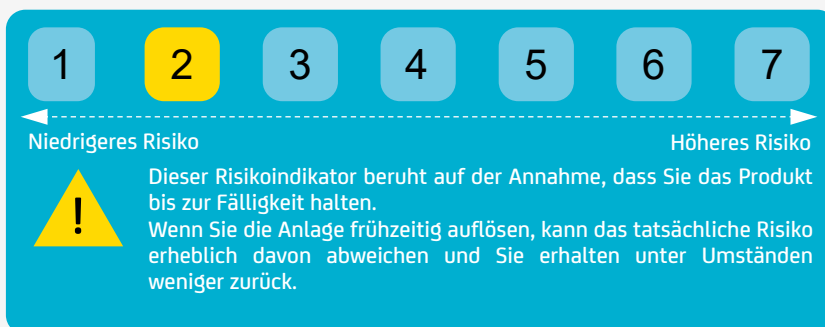 1 2 3 4 5 6 7
Niedrigeres Risiko Höheres Risiko
Dieser Risikoindikator beruht auf der Annahme, dass Sie das Produkt
bis zur Fälligkeit halten.
Wenn Sie die Anlage frühzeitig auflösen, kann das tatsächliche Risiko
erheblich davon abweichen und Sie erhalten unter Umständen
weniger zurück.
!